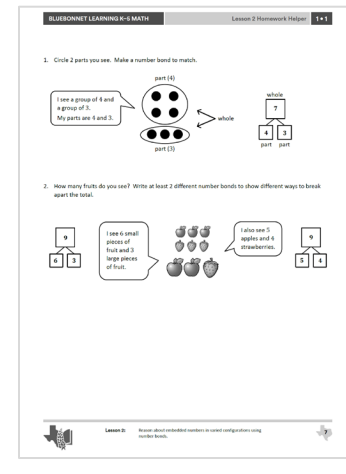 BLUEBONNET LEARNING K–5 MATH
Lesson 2 Homework Helper
1•1
1. Circle 2 parts you see. Make a number bond to match.
part (4)
I see a group of 4 and
a group of 3.
My parts are 4 and 3.
whole
part (3)
whole
7
4 3
part part
2. How many fruits do you see? Write at least 2 different number bonds to show different ways to break
apart the total.
9
6 3
I see 6 small
pieces of
fruit and 3
large pieces
of fruit.
I also see 5
apples and 4
strawberries.
9
5 4
Lesson 2:
Reason about embedded numbers in varied configurations using
number bonds.
7